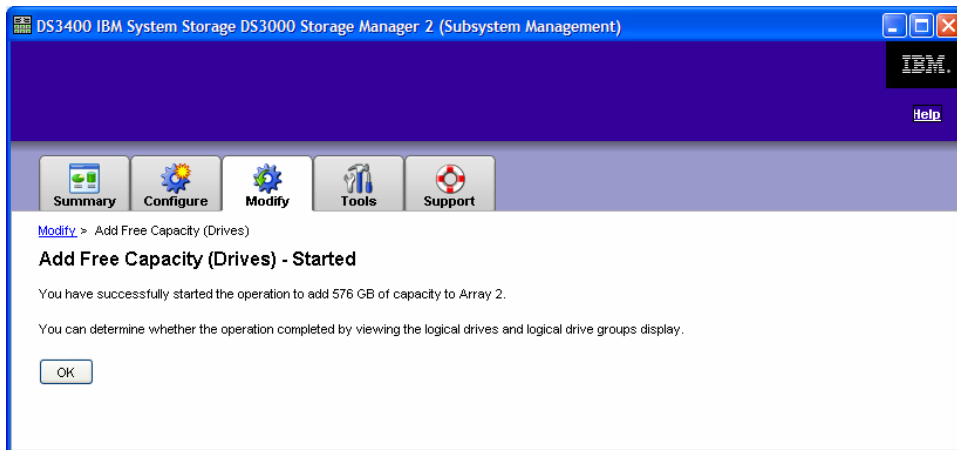 DS3400 IBM System Storage DS3000 Storage Manager 2 (Subsystem Management)
IBM.
Help
Summary Configure Modify Tools Support
Modify > Add Free Capacity (Drives)
Add Free Capacity (Drives) - Started
You have successfully started the operation to add 576 GB of capacity to Array 2.
You can determine whether the operation completed by viewing the logical drives and logical drive groups display.
OK